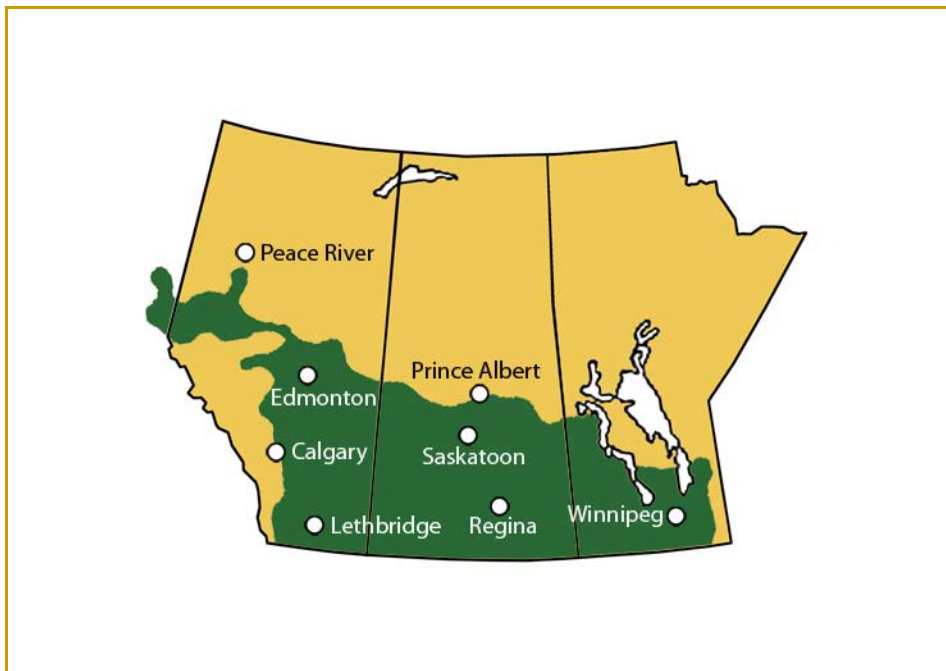 Peace River
Prince Albert
Edmonton
Calgary
Saskatoon
Lethbridge
Regina
Winnipeg